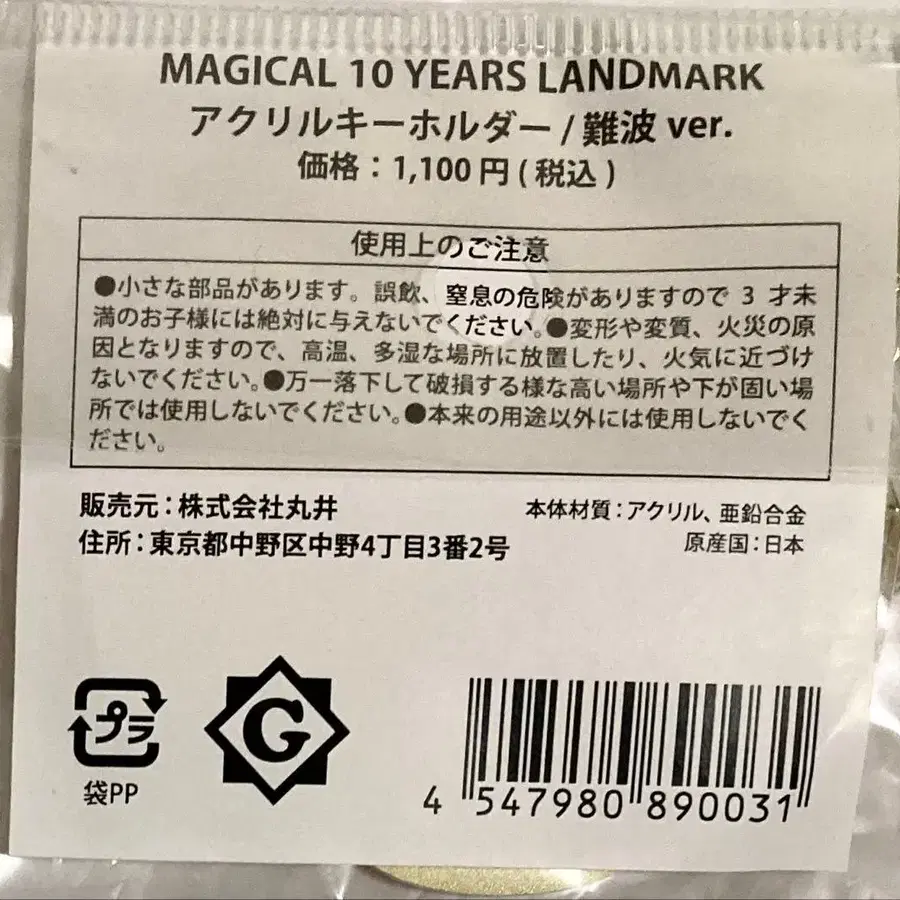 MAGICAL 10 YEARS LANDMARK
アクリルキーホルダー / 難波 ver.
価格：1,100 円 ( 税込 )
使用上のご注意
●小さな部品があります。誤飲、窒息の危険がありますので 3 才未
満のお子様には絶対に与えないでください。●変形や変質、火災の原
因となりますので、高温、多湿な場所に放置したり、火気に近づけ
ないでください。●万一落下して破損する様な高い場所や下が固い場
所では使用しないでください。●本来の用途以外には使用しないでく
ださい。
販売元：株式会社丸井
住所：東京都中野区中野4丁目3番2号
本体材質：アクリル、亜鉛合金
原産国：日本
プラ
袋PP
G
4 547980 890031